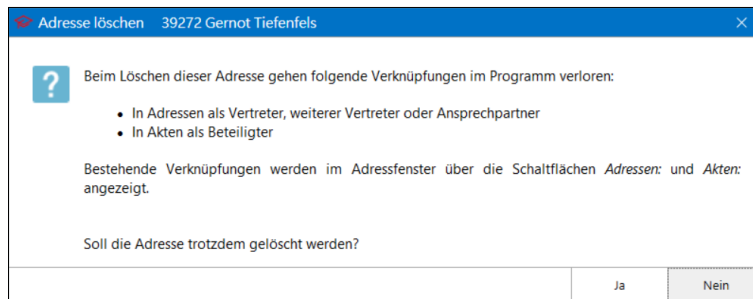 Adresse löschen 39272 Gernot Tiefenfels
Beim Löschen dieser Adresse gehen folgende Verknüpfungen im Programm verloren:
• In Adressen als Vertreter, weiterer Vertreter oder Ansprechpartner
• In Akten als Beteiligter
Bestehende Verknüpfungen werden im Adressfenster über die Schaltflächen Adressen: und Akten:
angezeigt.
Soll die Adresse trotzdem gelöscht werden?
Ja Nein